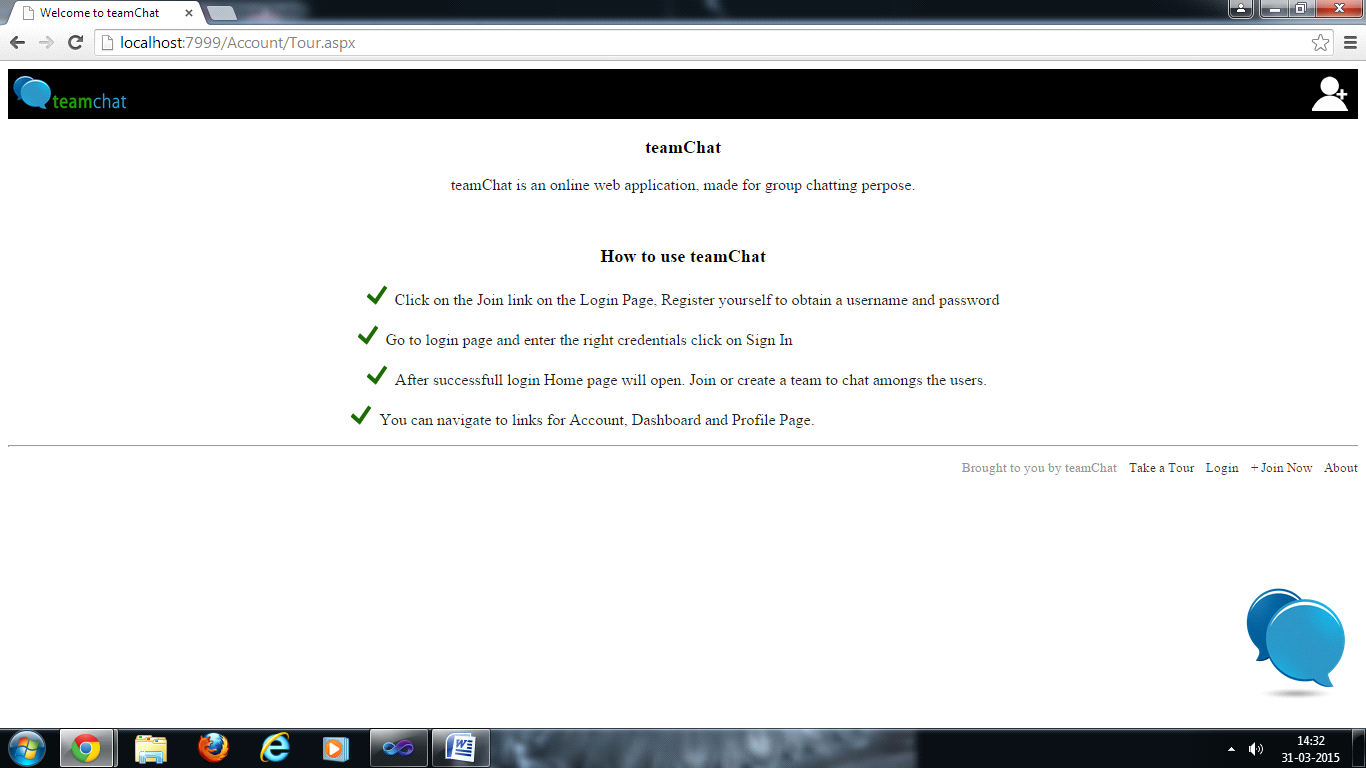 Welcome to teamChat
localhost:7999/Account/Tour.aspx
teamchat
teamChat
teamChat is an online web application, made for group chatting perpose.
How to use teamChat
Click on the Join link on the Login Page, Register yourself to obtain a username and password
Go to login page and enter the right credentials click on Sign In
After successfull login Home page will open. Join or create a team to chat amongs the users.
You can navigate to links for Account, Dashboard and Profile Page.
Brought to you by teamChat Take a Tour Login + Join Now About
14:32
31-03-2015